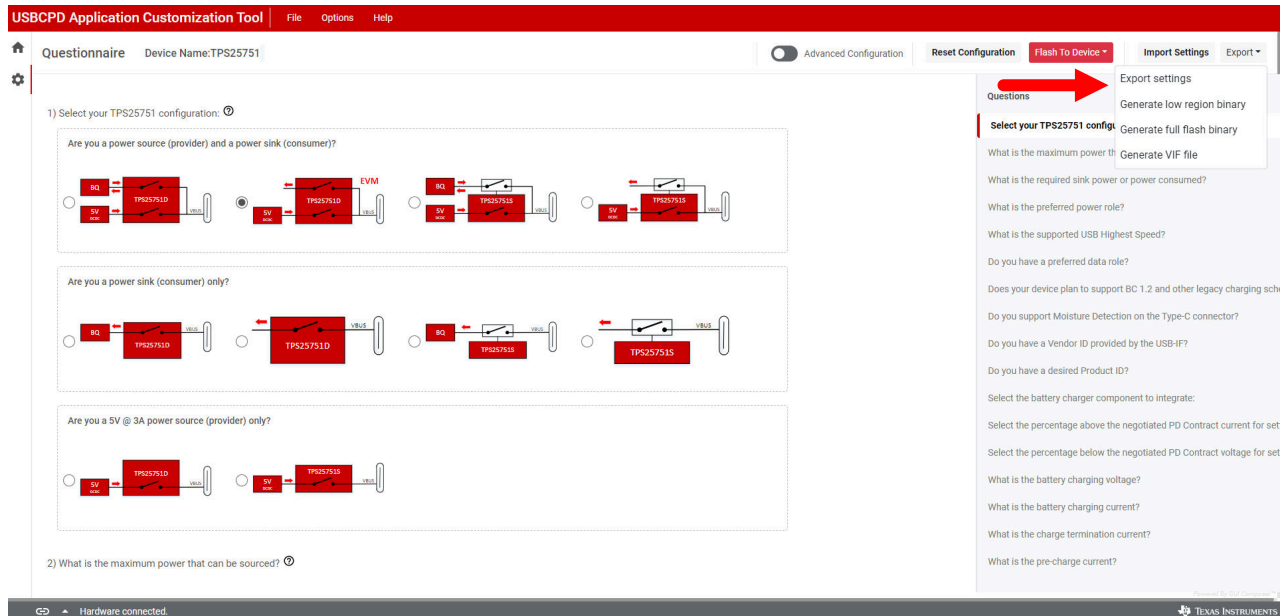 USBCPD Application Customization Tool File Options Help
Questionnaire Device Name:TPS25751 Advanced Configuration Reset Configuration Flash To Device Import Settings Export
Export settings
Generate low region binary
Generate full flash binary
Generate VIF file
1) Select your TPS25751 configuration:
Are you a power source (provider) and a power sink (consumer)?
BQ TPS25751D 5V DCDC VBUS
EVM TPS25751D 5V DCDC VBUS
BQ TPS25751S 5V DCDC VBUS
TPS25751S 5V DCDC VBUS
Are you a power sink (consumer) only?
BQ TPS25751D VBUS
TPS25751D VBUS
BQ TPS25751S VBUS
TPS25751S VBUS
Are you a 5V @ 3A power source (provider) only?
TPS25751D 5V DCDC VBUS
TPS25751S 5V DCDC VBUS
2) What is the maximum power that can be sourced?
Questions
Select your TPS25751 configu
What is the maximum power th
What is the required sink power or power consumed?
What is the preferred power role?
What is the supported USB Highest Speed?
Do you have a preferred data role?
Does your device plan to support BC 1.2 and other legacy charging sche
Do you support Moisture Detection on the Type-C connector?
Do you have a Vendor ID provided by the USB-IF?
Do you have a desired Product ID?
Select the battery charger component to integrate:
Select the percentage above the negotiated PD Contract current for set
Select the percentage below the negotiated PD Contract voltage for set
What is the battery charging voltage?
What is the battery charging current?
What is the charge termination current?
What is the pre-charge current?
Powered By GUI Composer™
Hardware connected. TEXAS INSTRUMENTS